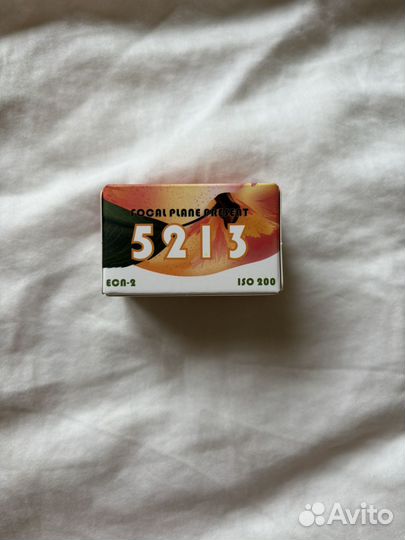 FOCAL PLANE PRESENT
5213
ECN-2 ISO 200
Avito